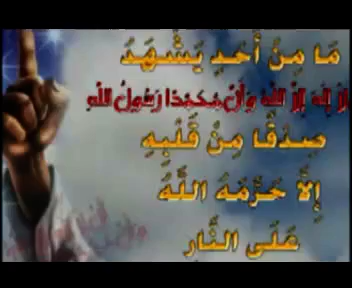 مَا مِنْ أَحَدٍ يَشْهَدُ
أن لا إله إلا الله وأن محمدا رسول الله
صِدْقًا مِنْ قَلْبِهِ
إِلَّا حَرَّمَهُ اللَّهُ
عَلَى النَّارِ